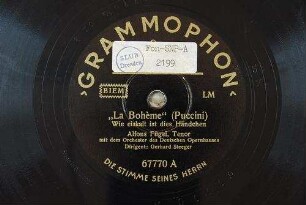 GRAMMOPHON
Fon-SWP-A
SLUB
Dresden
2199
BIEM
LM
„La Bohème“ (Puccini)
Wie eiskalt ist dies Händchen
Alfons Fügel, Tenor
mit dem Orchester des Deutschen Opernhauses
Dirigent: Gerhard Steeger
67770 A
DIE STIMME SEINES HERRN